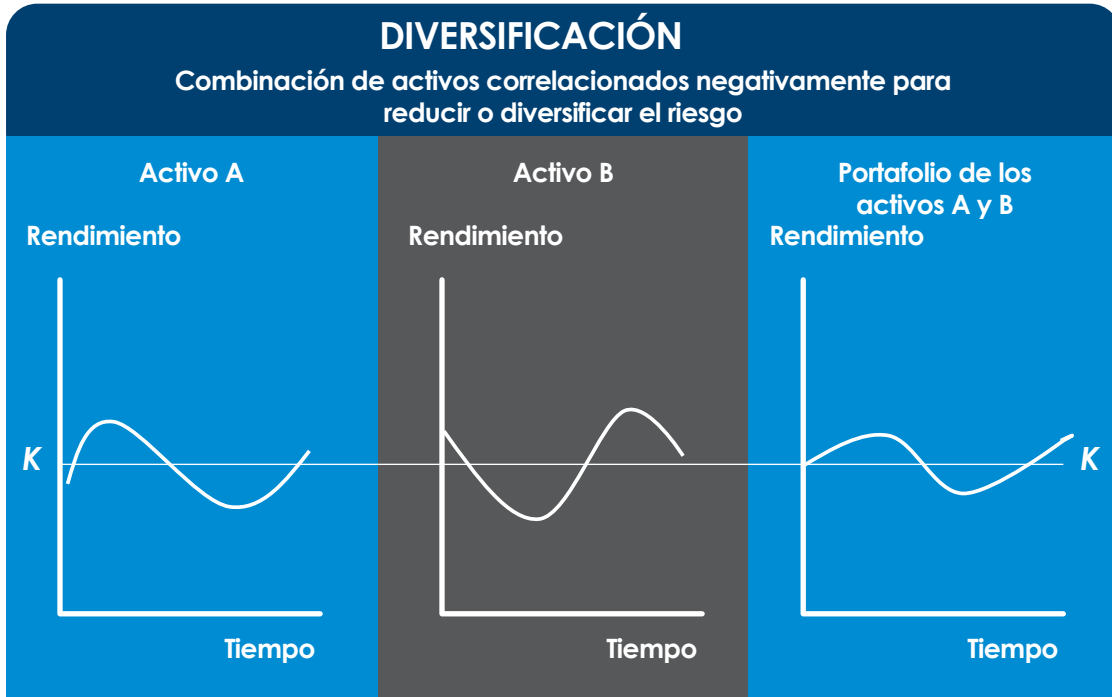 DIVERSIFICACIÓN
Combinación de activos correlacionados negativamente para
reducir o diversificar el riesgo
Activo A
Rendimiento
K
Tiempo
Activo B
Rendimiento
Tiempo
Portafolio de los
activos A y B
Rendimiento
K
Tiempo